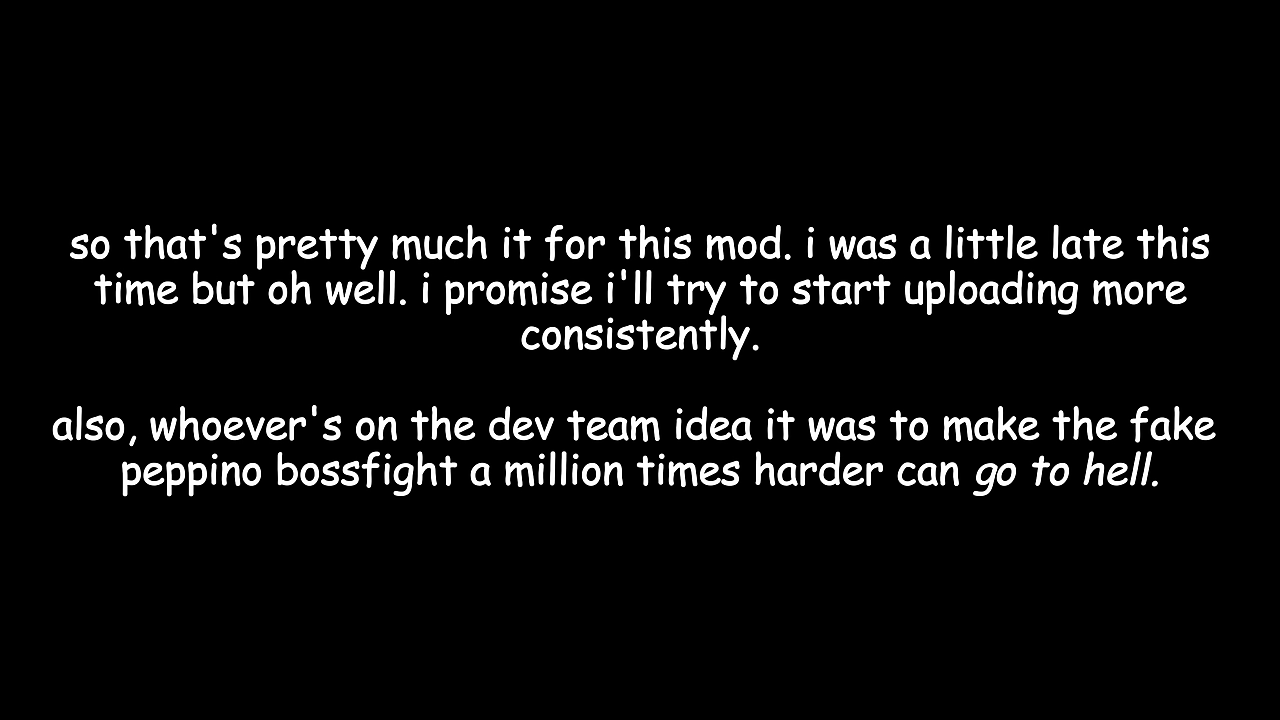 so that's pretty much it for this mod. i was a little late this
time but oh well. i promise i'll try to start uploading more
consistently.
also, whoever's on the dev team idea it was to make the fake
peppino bossfight a million times harder can go to hell.